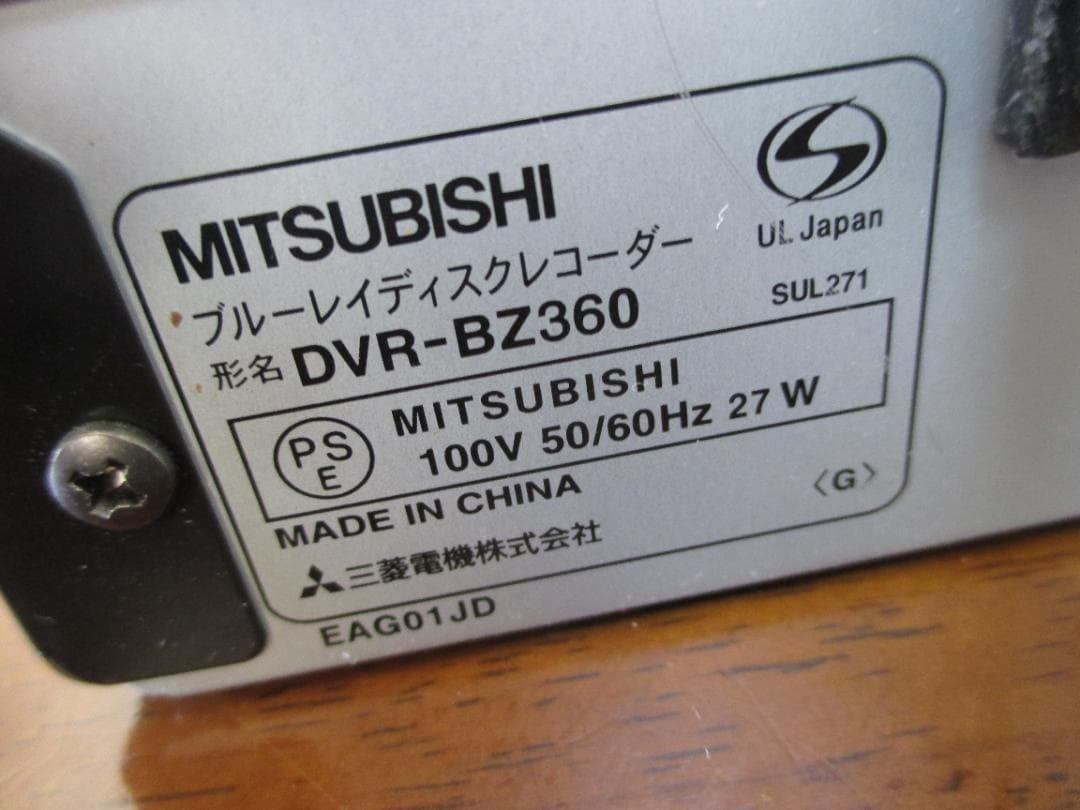 MITSUBISHI
ブルーレイディスクレコーダー
形名 DVR-BZ360
UL Japan
SUL271
PSE
MITSUBISHI
100V 50/60Hz 27W
MADE IN CHINA
〈G〉
三菱電機株式会社
EAG01JD